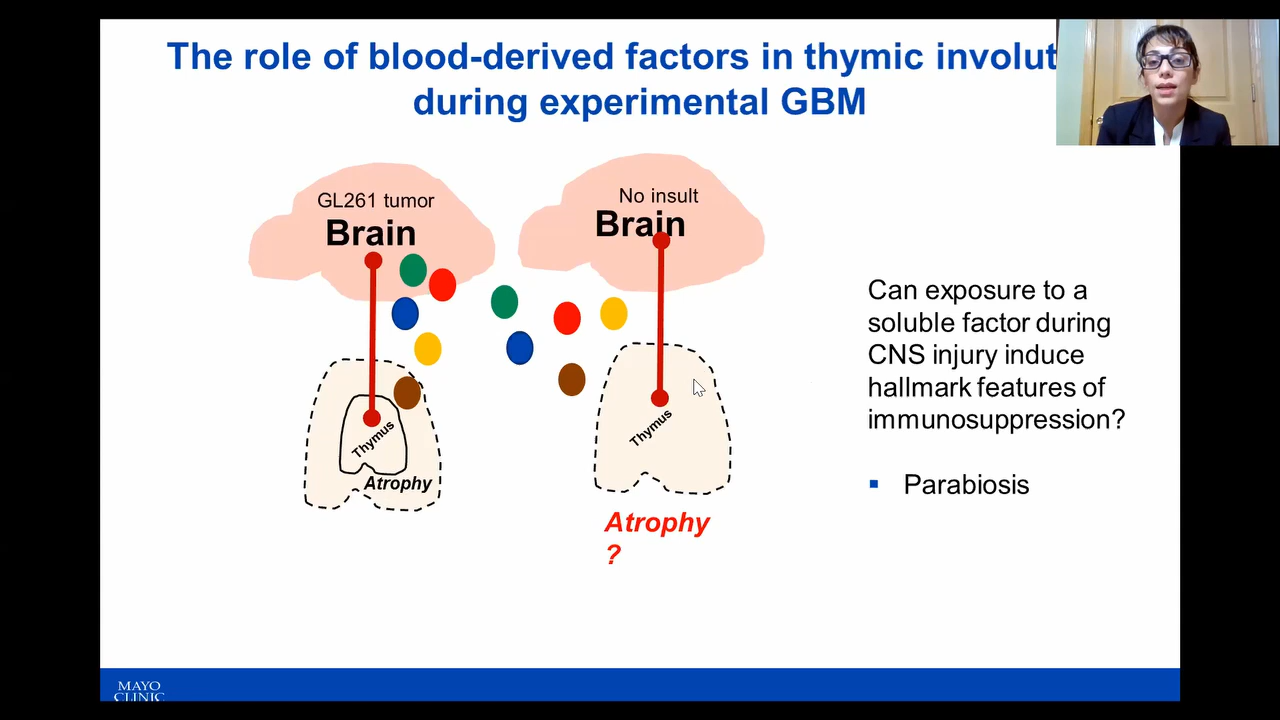 The role of blood-derived factors in thymic involut
during experimental GBM
GL261 tumor
Brain
No insult
Brain
Thymus
Atrophy
Thymus
Atrophy
?
Can exposure to a
soluble factor during
CNS injury induce
hallmark features of
immunosuppression?
▪ Parabiosis
MAYO
CLINIC